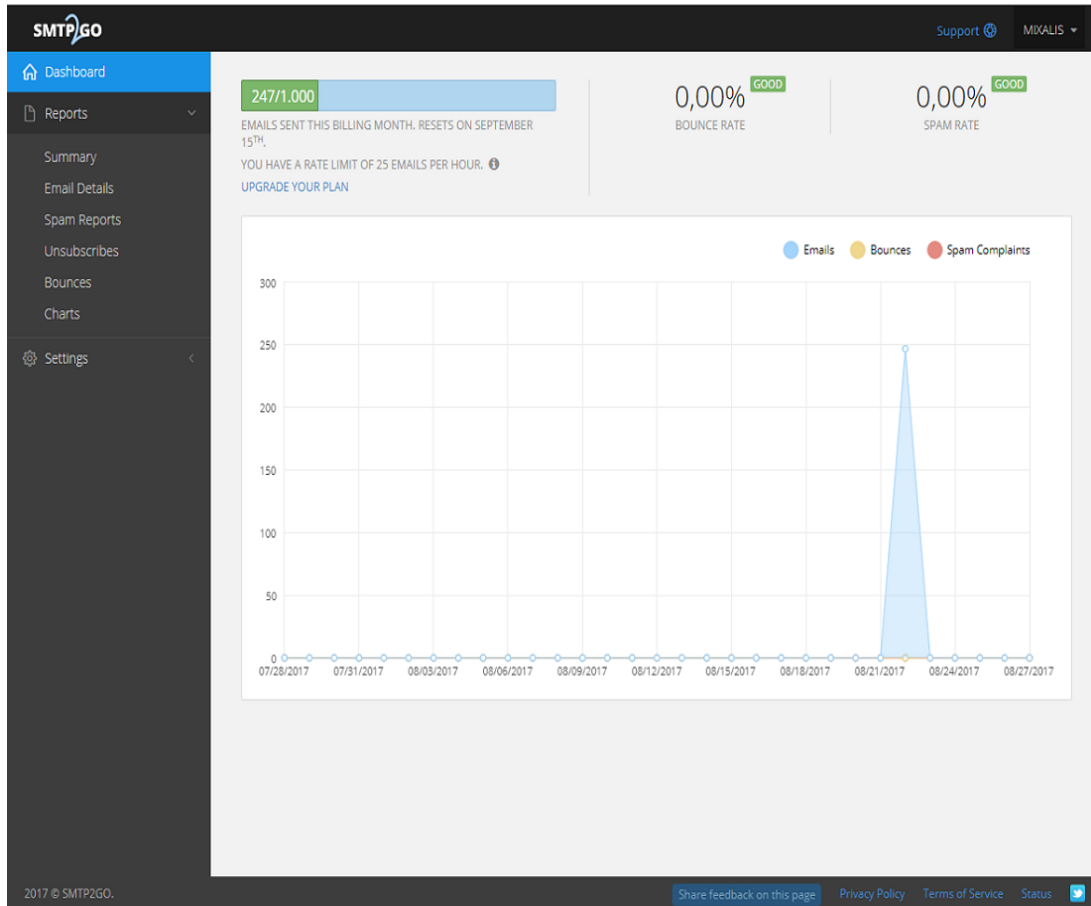 SMTP2GO
Support
MIXALIS
Dashboard
Reports
Summary
Email Details
Spam Reports
Unsubscribes
Bounces
Charts
Settings
247/1.000
EMAILS SENT THIS BILLING MONTH. RESETS ON SEPTEMBER
15TH.
YOU HAVE A RATE LIMIT OF 25 EMAILS PER HOUR.
UPGRADE YOUR PLAN
0,00% GOOD
BOUNCE RATE
0,00% GOOD
SPAM RATE
Emails Bounces Spam Complaints
300
250
200
150
100
50
0
07/28/2017 07/31/2017 08/03/2017 08/06/2017 08/09/2017 08/12/2017 08/15/2017 08/18/2017 08/21/2017 08/24/2017 08/27/2017
2017 © SMTP2GO.
Share feedback on this page Privacy Policy Terms of Service Status